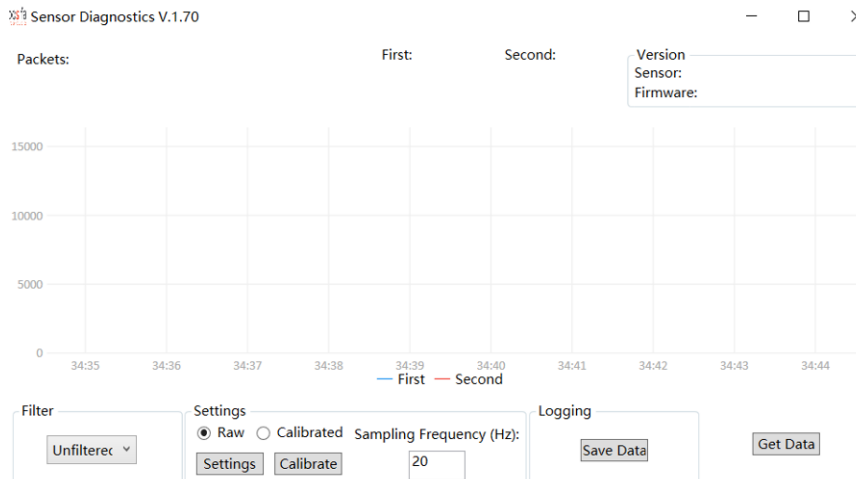 Sensor Diagnostics V.1.70
Packets:
First:
Second:
Version
Sensor:
Firmware:
15000
10000
5000
0
34:35 34:36 34:37 34:38 34:39 34:40 34:41 34:42 34:43 34:44
First Second
Filter
Unfiltered
Settings
Raw Calibrated Sampling Frequency (Hz):
Settings Calibrate 20
Logging
Save Data
Get Data